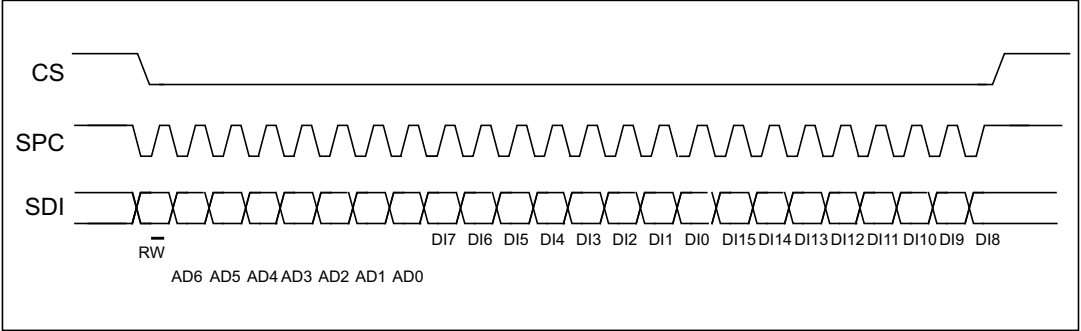 CS
SPC
SDI
DI7 DI6 DI5 DI4 DI3 DI2 DI1 DI0 DI15 DI14 DI13 DI12 DI11 DI10 DI9 DI8
RW
AD6 AD5 AD4 AD3 AD2 AD1 AD0